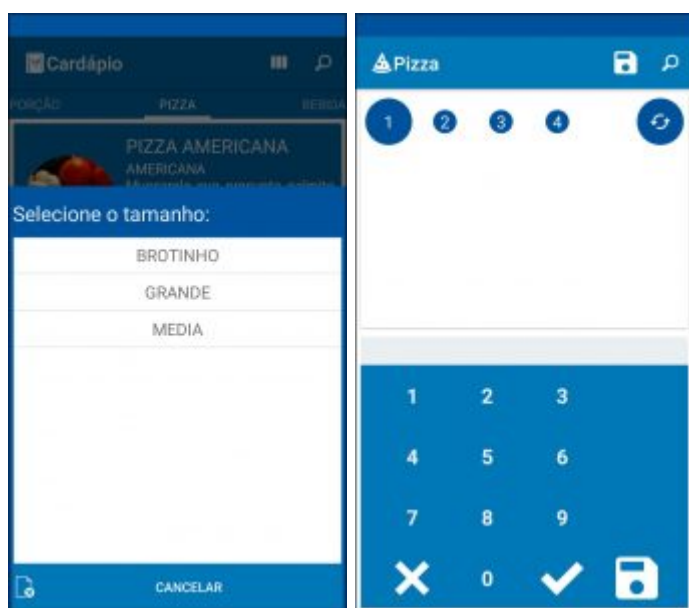 Cardápio
PORÇÃO PIZZA BEBIDA
PIZZA AMERICANA
AMERICANA
Selecione o tamanho:
BROTINHO
GRANDE
MEDIA
CANCELAR
Pizza
1 2 3 4
1 2 3
4 5 6
7 8 9
0